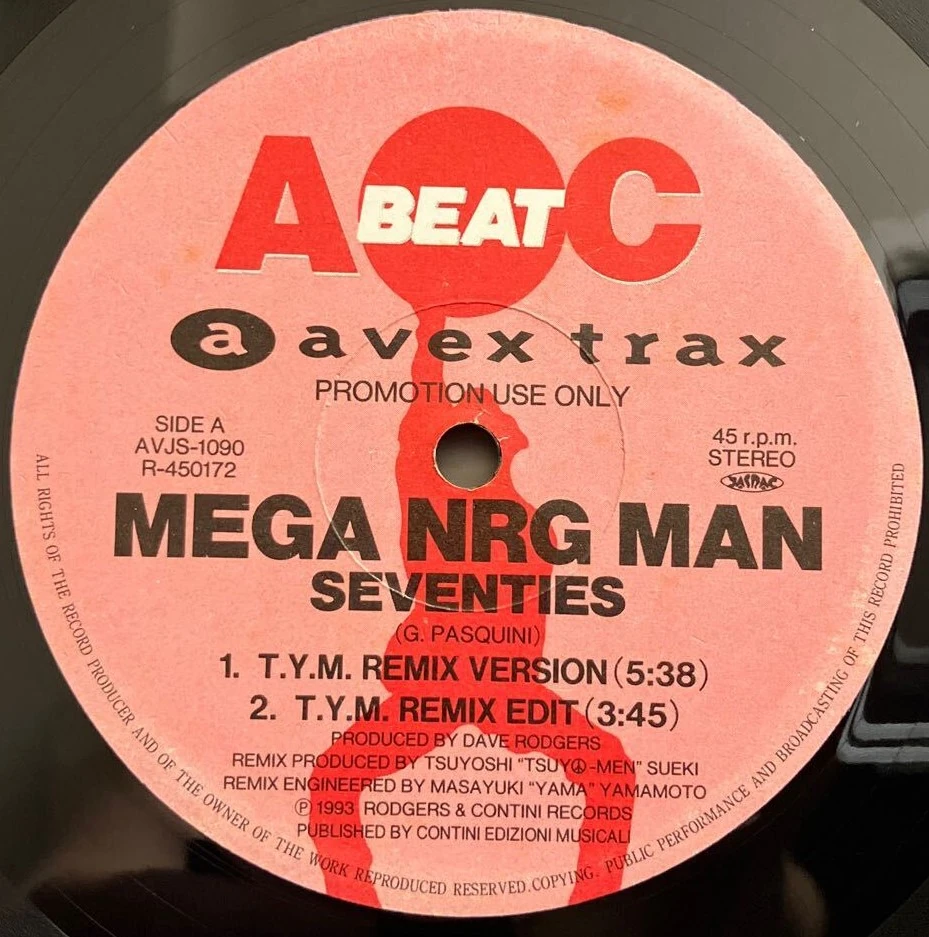 A BEAT C
a avex trax
PROMOTION USE ONLY
SIDE A
AVJS-1090
R-450172
45 r.p.m.
STEREO
JASRAC
MEGA NRG MAN
SEVENTIES
(G. PASQUINI)
1. T.Y.M. REMIX VERSION (5:38)
2. T.Y.M. REMIX EDIT (3:45)
PRODUCED BY DAVE RODGERS
REMIX PRODUCED BY TSUYOSHI "TSUY☮-MEN" SUEKI
REMIX ENGINEERED BY MASAYUKI "YAMA" YAMAMOTO
Ⓟ 1993 RODGERS & CONTINI RECORDS
PUBLISHED BY CONTINI EDIZIONI MUSICALI
ALL RIGHTS OF THE RECORD PRODUCER AND OF THE OWNER OF THE WORK REPRODUCED RESERVED. COPYING. PUBLIC PERFORMANCE AND BROADCASTING OF THIS RECORD PROHIBITED